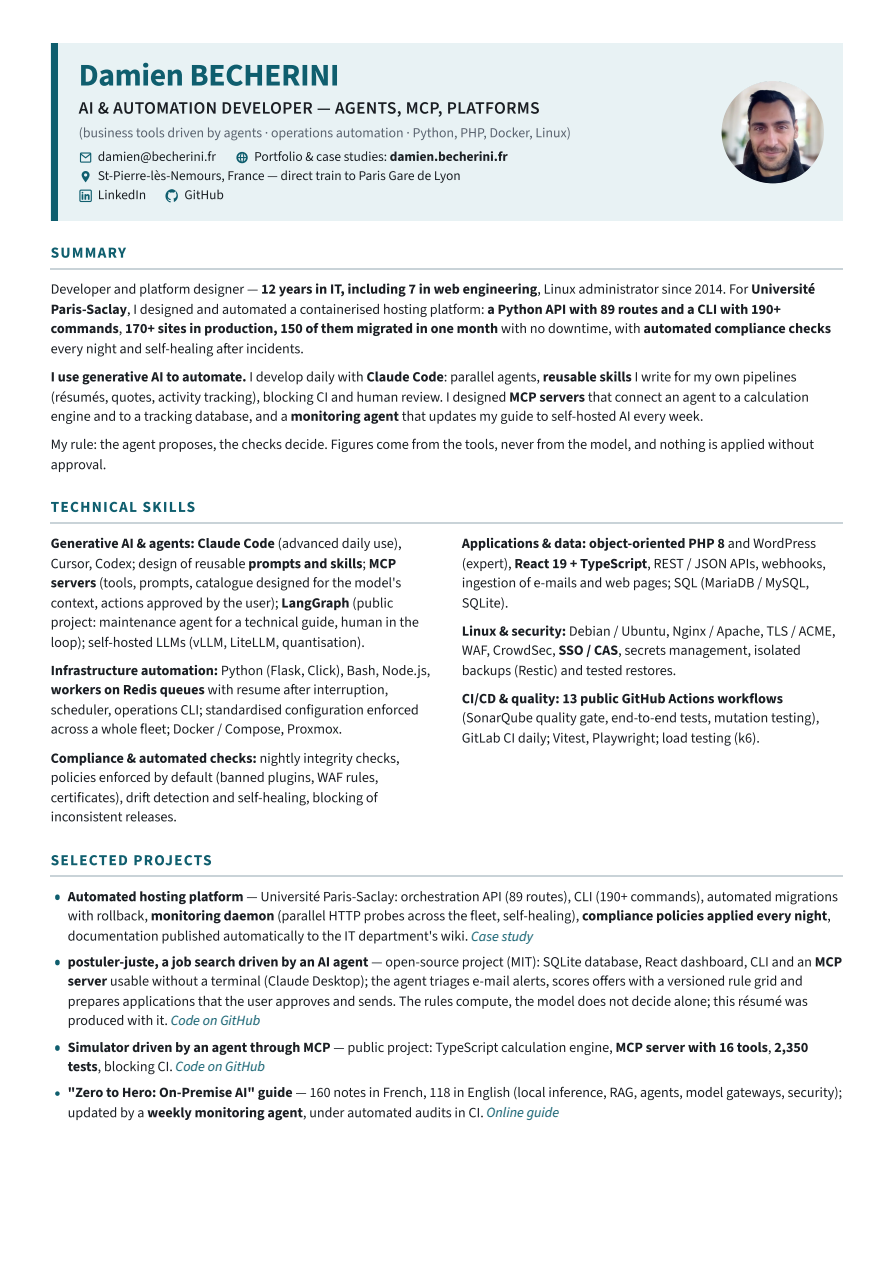 Damien BECHERINI
AI & AUTOMATION DEVELOPER — AGENTS, MCP, PLATFORMS
(business tools driven by agents · operations automation · Python, PHP, Docker, Linux)
damien@becherini.fr Portfolio & case studies: damien.becherini.fr
St-Pierre-lès-Nemours, France — direct train to Paris Gare de Lyon
LinkedIn GitHub
SUMMARY
Developer and platform designer — 12 years in IT, including 7 in web engineering, Linux administrator since 2014. For Université
Paris-Saclay, I designed and automated a containerised hosting platform: a Python API with 89 routes and a CLI with 190+
commands, 170+ sites in production, 150 of them migrated in one month with no downtime, with automated compliance checks
every night and self-healing after incidents.
I use generative AI to automate. I develop daily with Claude Code: parallel agents, reusable skills I write for my own pipelines
(résumés, quotes, activity tracking), blocking CI and human review. I designed MCP servers that connect an agent to a calculation
engine and to a tracking database, and a monitoring agent that updates my guide to self-hosted AI every week.
My rule: the agent proposes, the checks decide. Figures come from the tools, never from the model, and nothing is applied without
approval.
TECHNICAL SKILLS
Generative AI & agents: Claude Code (advanced daily use),
Cursor, Codex; design of reusable prompts and skills; MCP
servers (tools, prompts, catalogue designed for the model's
context, actions approved by the user); LangGraph (public
project: maintenance agent for a technical guide, human in the
loop); self-hosted LLMs (vLLM, LiteLLM, quantisation).
Infrastructure automation: Python (Flask, Click), Bash, Node.js,
workers on Redis queues with resume after interruption,
scheduler, operations CLI; standardised configuration enforced
across a whole fleet; Docker / Compose, Proxmox.
Compliance & automated checks: nightly integrity checks,
policies enforced by default (banned plugins, WAF rules,
certificates), drift detection and self-healing, blocking of
inconsistent releases.
Applications & data: object-oriented PHP 8 and WordPress
(expert), React 19 + TypeScript, REST / JSON APIs, webhooks,
ingestion of e-mails and web pages; SQL (MariaDB / MySQL,
SQLite).
Linux & security: Debian / Ubuntu, Nginx / Apache, TLS / ACME,
WAF, CrowdSec, SSO / CAS, secrets management, isolated
backups (Restic) and tested restores.
CI/CD & quality: 13 public GitHub Actions workflows
(SonarQube quality gate, end-to-end tests, mutation testing),
GitLab CI daily; Vitest, Playwright; load testing (k6).
SELECTED PROJECTS
• Automated hosting platform — Université Paris-Saclay: orchestration API (89 routes), CLI (190+ commands), automated migrations
with rollback, monitoring daemon (parallel HTTP probes across the fleet, self-healing), compliance policies applied every night,
documentation published automatically to the IT department's wiki. Case study
• postuler-juste, a job search driven by an AI agent — open-source project (MIT): SQLite database, React dashboard, CLI and an MCP
server usable without a terminal (Claude Desktop); the agent triages e-mail alerts, scores offers with a versioned rule grid and
prepares applications that the user approves and sends. The rules compute, the model does not decide alone; this résumé was
produced with it. Code on GitHub
• Simulator driven by an agent through MCP — public project: TypeScript calculation engine, MCP server with 16 tools, 2,350
tests, blocking CI. Code on GitHub
• "Zero to Hero: On-Premise AI" guide — 160 notes in French, 118 in English (local inference, RAG, agents, model gateways, security);
updated by a weekly monitoring agent, under automated audits in CI. Online guide